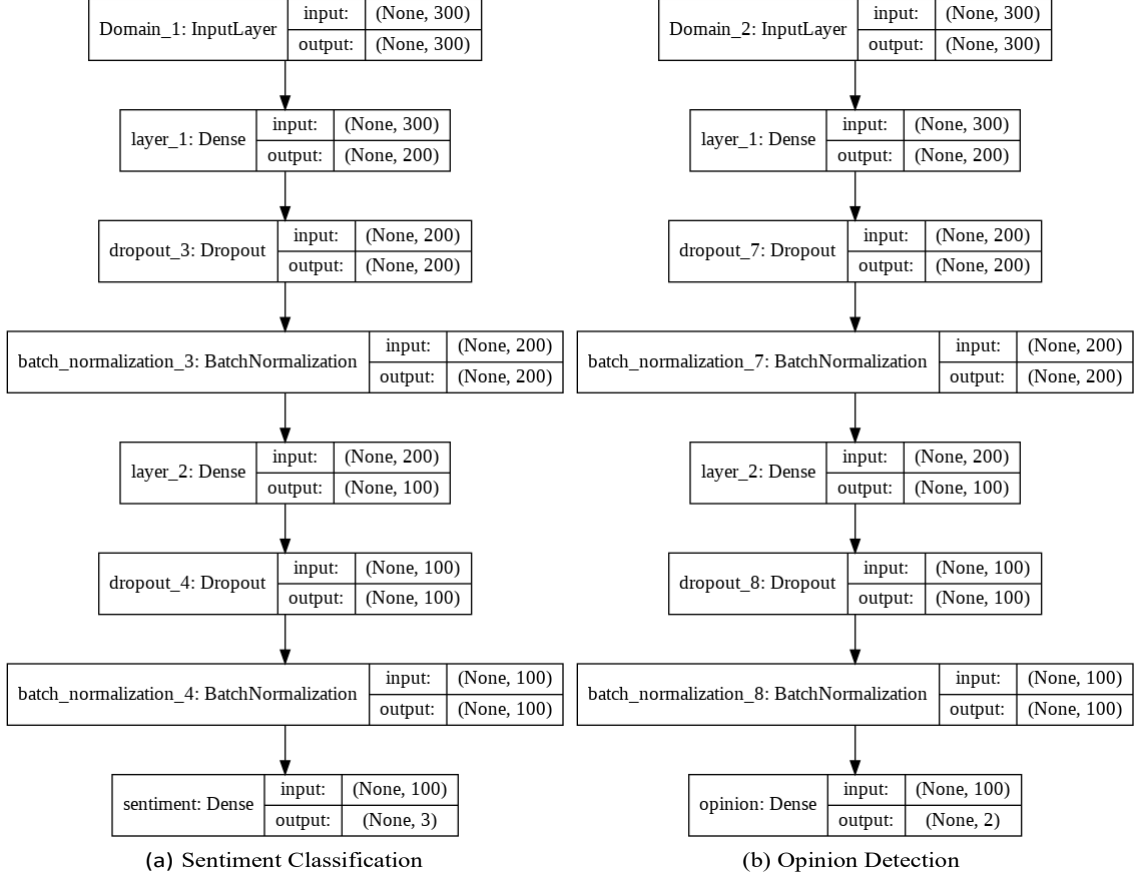 Domain_1: InputLayer input: (None, 300)
output: (None, 300)
layer_1: Dense input: (None, 300)
output: (None, 200)
dropout_3: Dropout input: (None, 200)
output: (None, 200)
batch_normalization_3: BatchNormalization input: (None, 200)
output: (None, 200)
layer_2: Dense input: (None, 200)
output: (None, 100)
dropout_4: Dropout input: (None, 100)
output: (None, 100)
batch_normalization_4: BatchNormalization input: (None, 100)
output: (None, 100)
sentiment: Dense input: (None, 100)
output: (None, 3)
(a) Sentiment Classification
Domain_2: InputLayer input: (None, 300)
output: (None, 300)
layer_1: Dense input: (None, 300)
output: (None, 200)
dropout_7: Dropout input: (None, 200)
output: (None, 200)
batch_normalization_7: BatchNormalization input: (None, 200)
output: (None, 200)
layer_2: Dense input: (None, 200)
output: (None, 100)
dropout_8: Dropout input: (None, 100)
output: (None, 100)
batch_normalization_8: BatchNormalization input: (None, 100)
output: (None, 100)
opinion: Dense input: (None, 100)
output: (None, 2)
(b) Opinion Detection